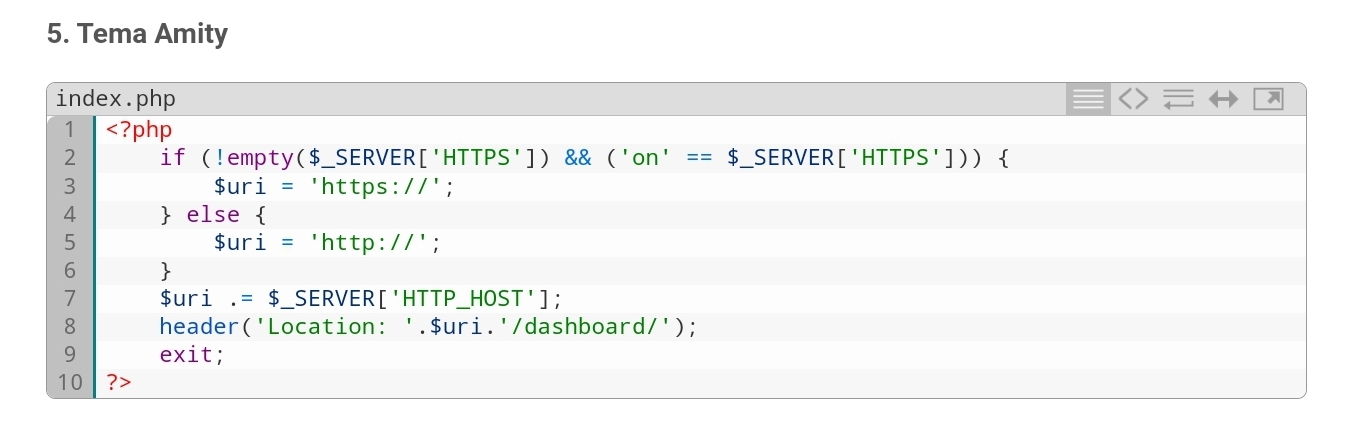 5. Tema Amity
index.php
1 <?php
2     if (!empty($_SERVER['HTTPS']) && ('on' == $_SERVER['HTTPS'])) {
3         $uri = 'https://';
4     } else {
5         $uri = 'http://';
6     }
7     $uri .= $_SERVER['HTTP_HOST'];
8     header('Location: '.$uri.'/dashboard/');
9     exit;
10 ?>